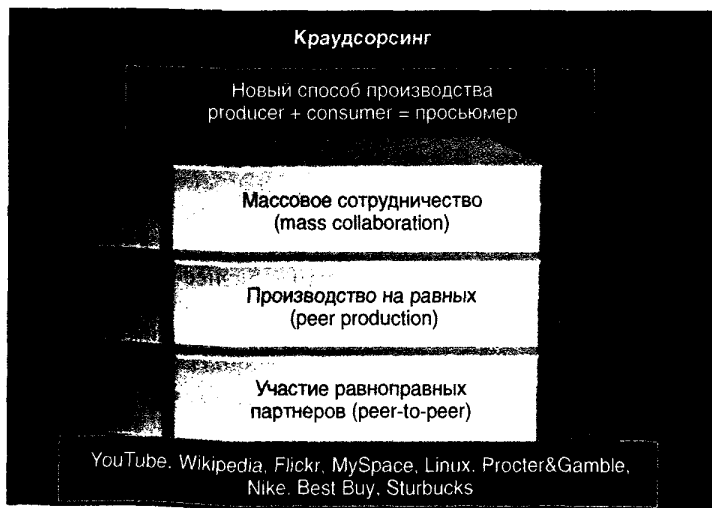 Краудсорсинг
Новый способ производства
producer + consumer = просьюмер
Массовое сотрудничество
(mass collaboration)
Производство на равных
(peer production)
Участие равноправных
партнеров (peer-to-peer)
YouTube. Wikipedia, Flickr, MySpace, Linux. Procter&Gamble,
Nike. Best Buy, Sturbucks